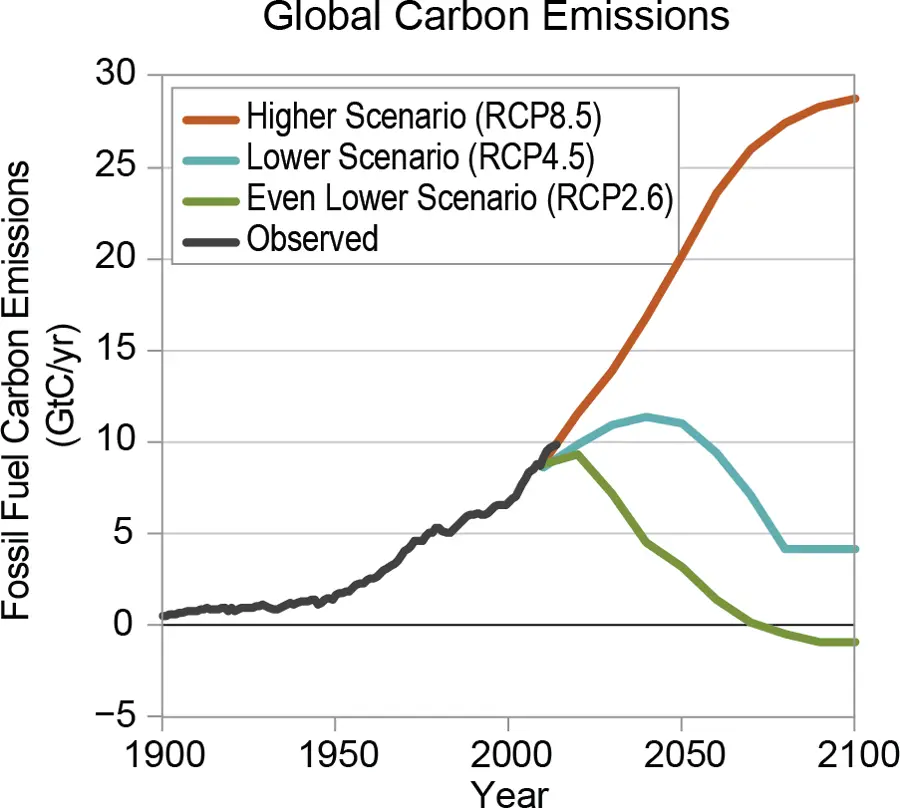 Global Carbon Emissions
Fossil Fuel Carbon Emissions
(GtC/yr)
30
25
20
15
10
5
0
−5
Higher Scenario (RCP8.5)
Lower Scenario (RCP4.5)
Even Lower Scenario (RCP2.6)
Observed
1900 1950 2000 2050 2100
Year